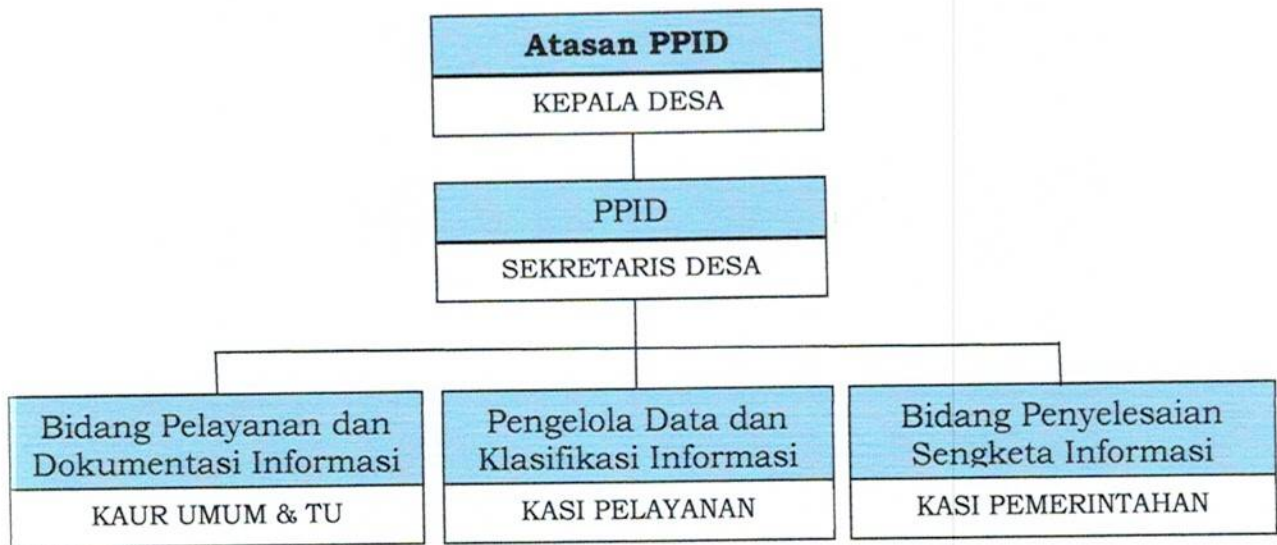 Atasan PPID
KEPALA DESA
PPID
SEKRETARIS DESA
Bidang Pelayanan dan
Dokumentasi Informasi
KAUR UMUM & TU
Pengelola Data dan
Klasifikasi Informasi
KASI PELAYANAN
Bidang Penyelesaian
Sengketa Informasi
KASI PEMERINTAHAN